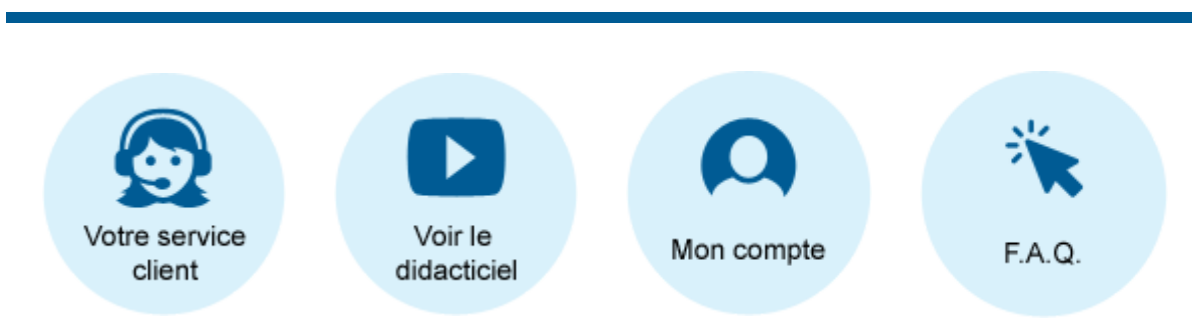 Votre service
client
Voir le
didacticiel
Mon compte
F.A.Q.